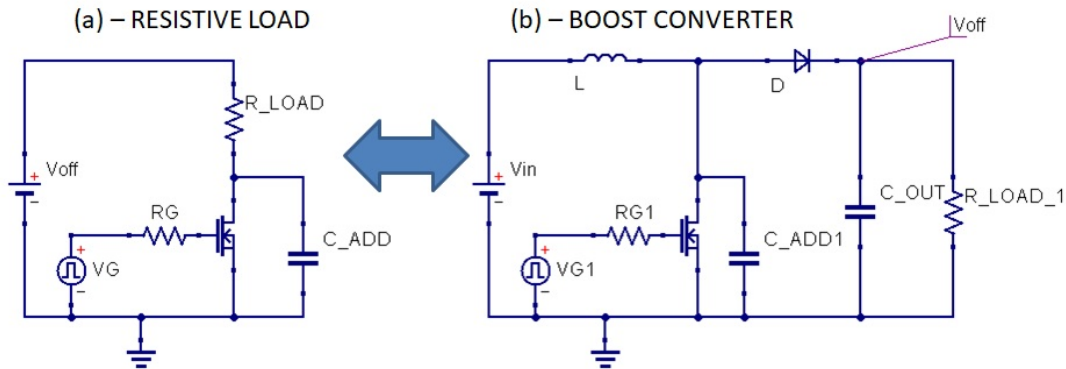 (a) – RESISTIVE LOAD
(b) – BOOST CONVERTER
Voff
R_LOAD
L
D
Voff
Vin
RG
C_ADD
VG
RG1
C_ADD1
VG1
C_OUT
R_LOAD_1